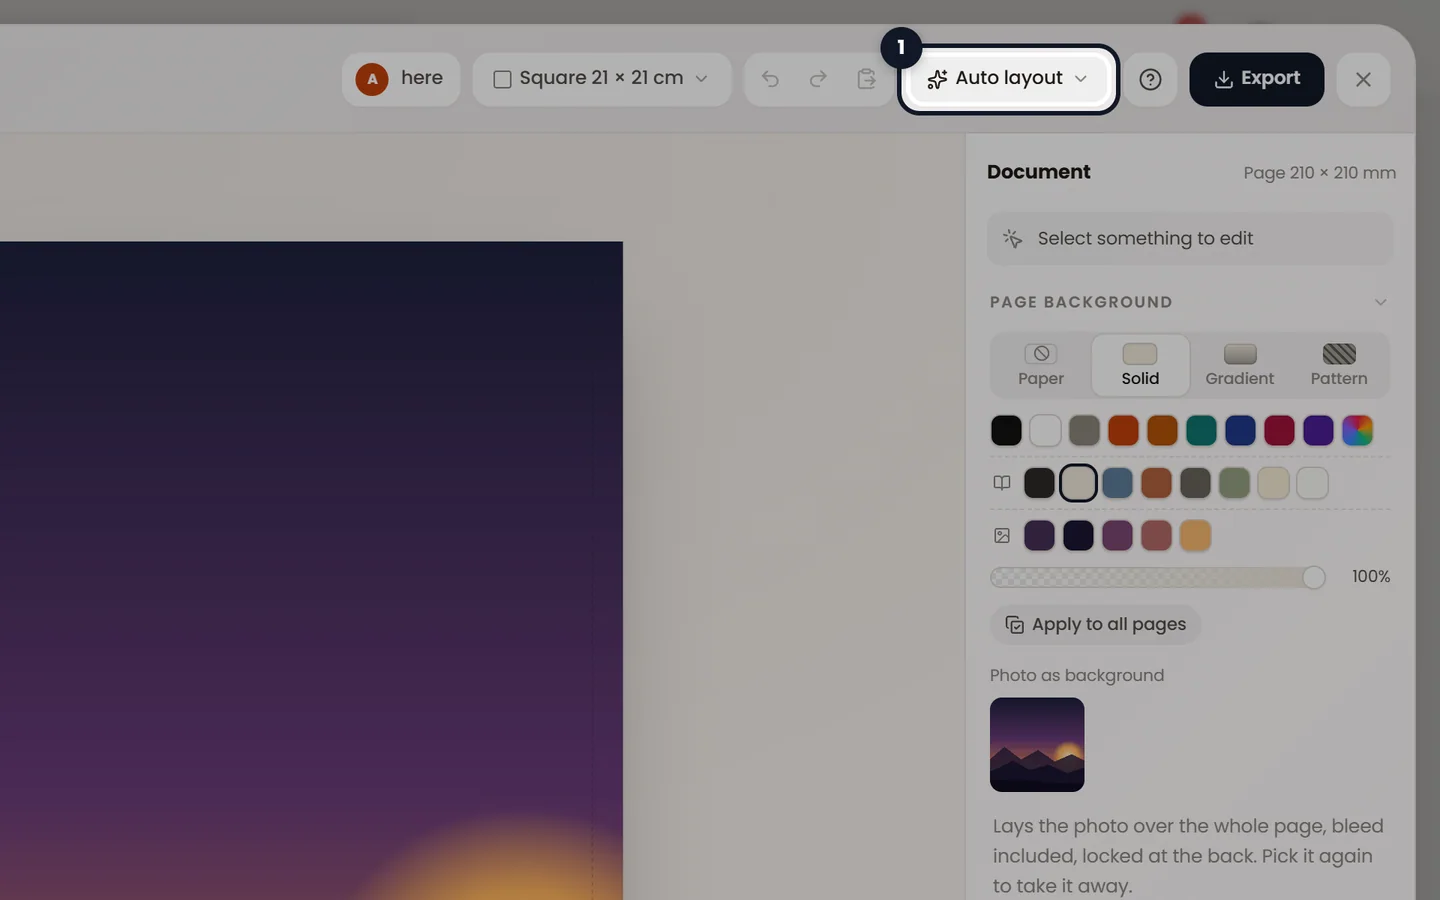 1
A here
Square 21 × 21 cm
Auto layout
Export
Document
Page 210 × 210 mm
Select something to edit
PAGE BACKGROUND
Paper
Solid
Gradient
Pattern
100%
Apply to all pages
Photo as background
Lays the photo over the whole page, bleed
included, locked at the back. Pick it again
to take it away.